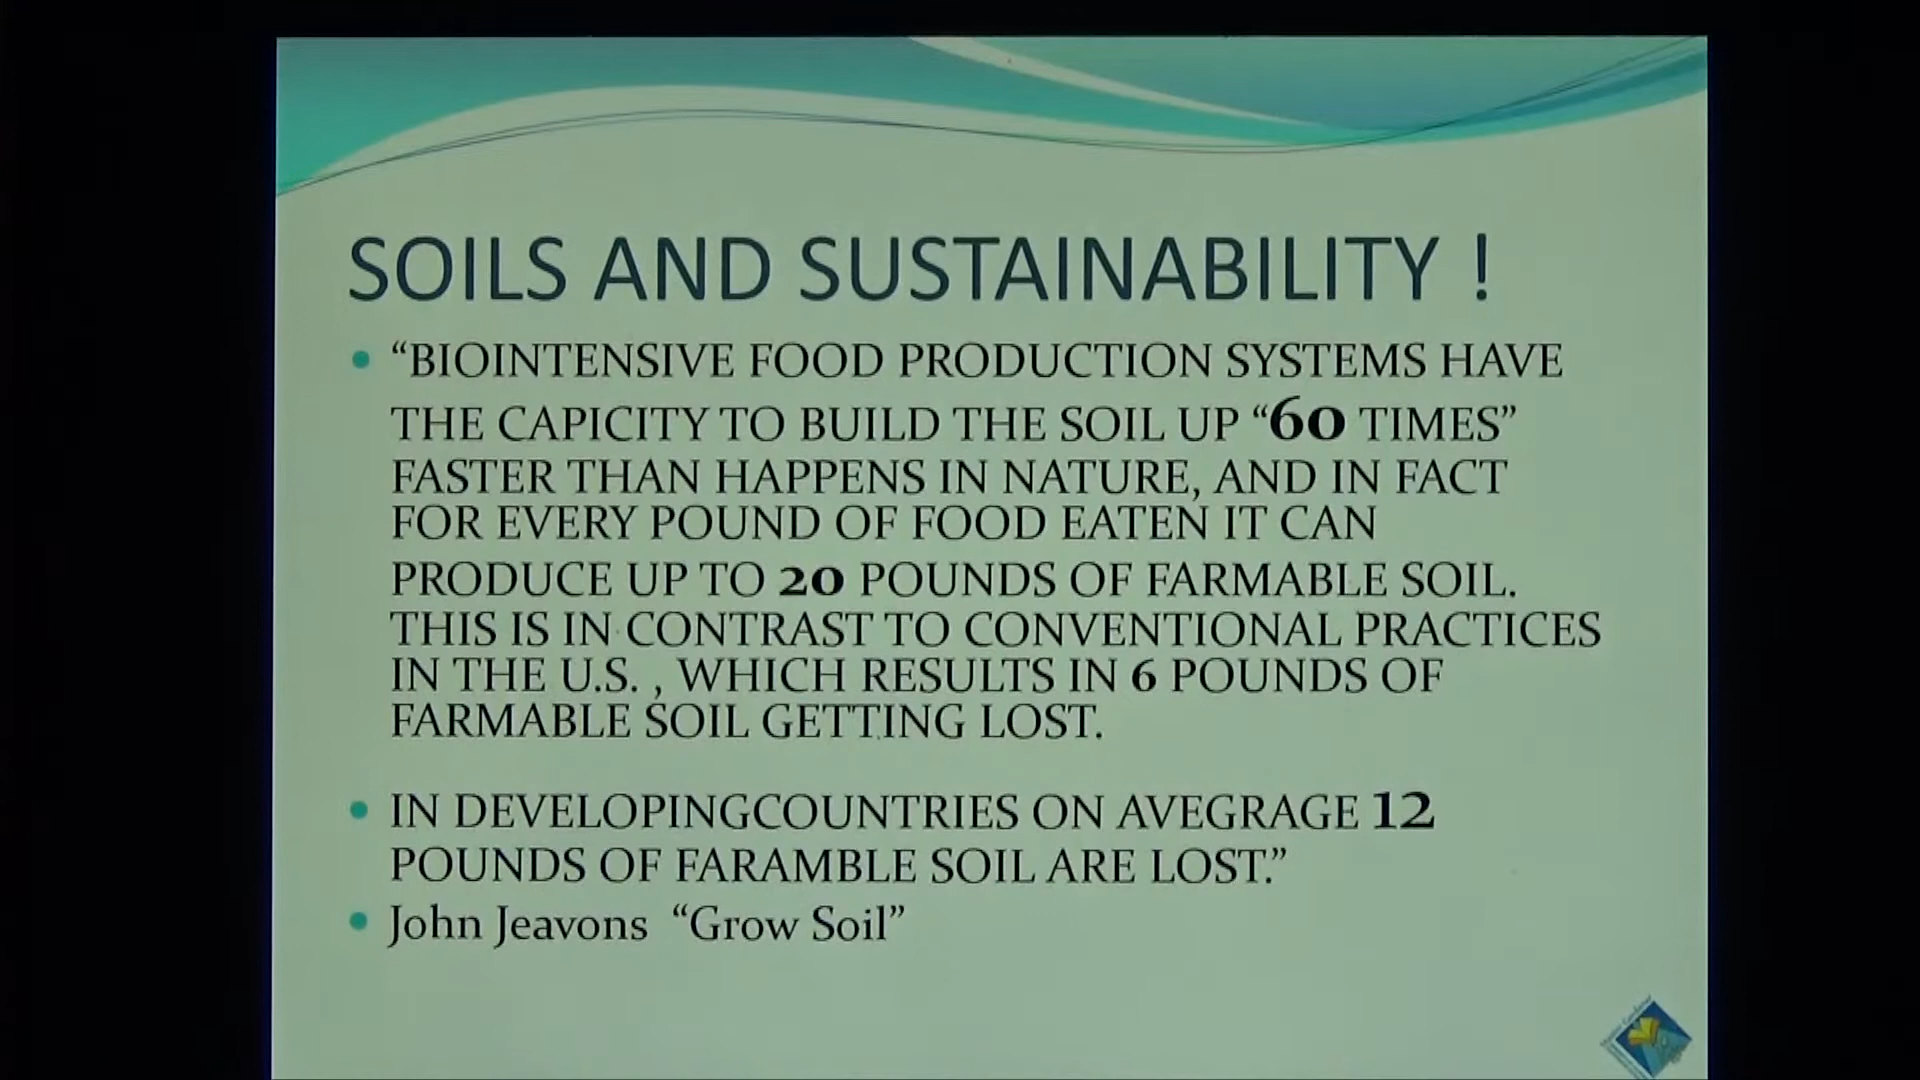 SOILS AND SUSTAINABILITY !
• “BIOINTENSIVE FOOD PRODUCTION SYSTEMS HAVE
THE CAPICITY TO BUILD THE SOIL UP “60 TIMES”
FASTER THAN HAPPENS IN NATURE, AND IN FACT
FOR EVERY POUND OF FOOD EATEN IT CAN
PRODUCE UP TO 20 POUNDS OF FARMABLE SOIL.
THIS IS IN CONTRAST TO CONVENTIONAL PRACTICES
IN THE U.S. , WHICH RESULTS IN 6 POUNDS OF
FARMABLE SOIL GETTING LOST.
• IN DEVELOPINGCOUNTRIES ON AVEGRAGE 12
POUNDS OF FARAMBLE SOIL ARE LOST.”
• John Jeavons “Grow Soil”